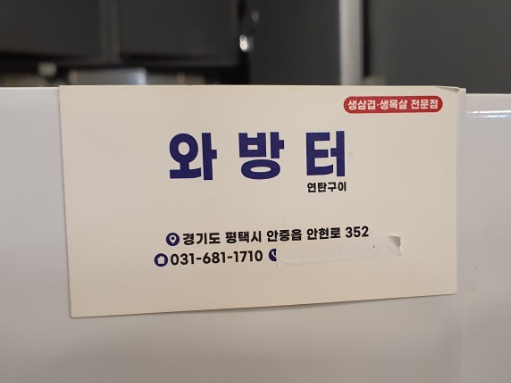 생삼겹·생목살 전문점
와방터
연탄구이
경기도 평택시 안중읍 안현로 352
031-681-1710